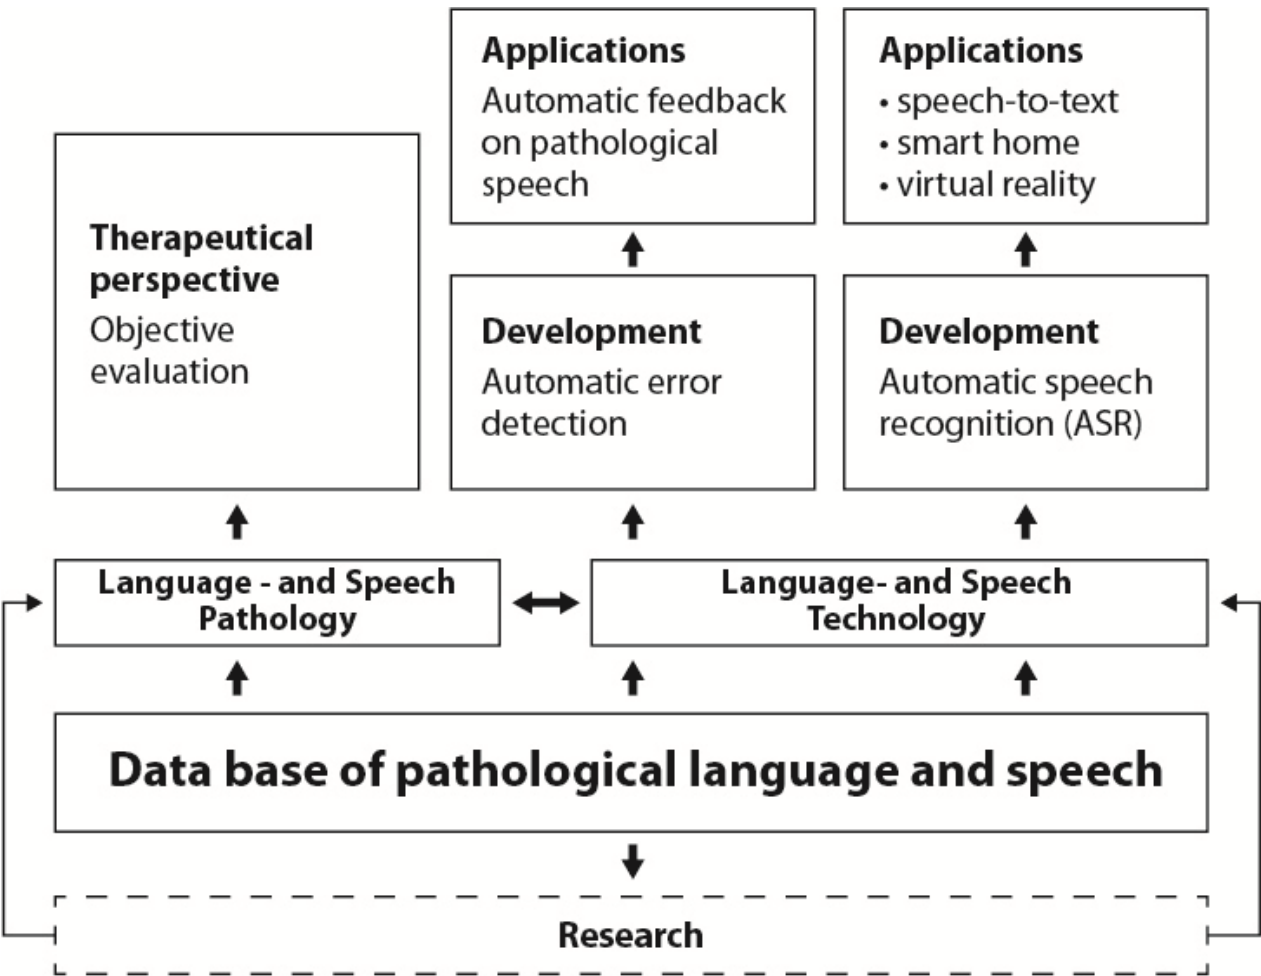 Applications
Automatic feedback
on pathological
speech
Applications
• speech-to-text
• smart home
• virtual reality
Therapeutical
perspective
Objective
evaluation
Development
Automatic error
detection
Development
Automatic speech
recognition (ASR)
Language - and Speech
Pathology
Language- and Speech
Technology
Data base of pathological language and speech
Research